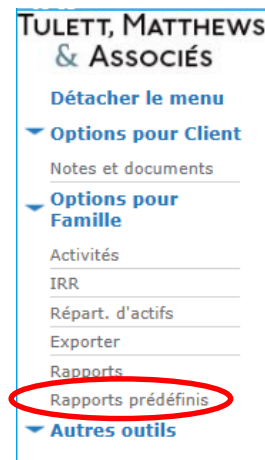 TULETT, MATTHEWS
& ASSOCIÉS
Détacher le menu
Options pour Client
Notes et documents
Options pour
Famille
Activités
IRR
Répart. d'actifs
Exporter
Rapports
Rapports prédéfinis
Autres outils